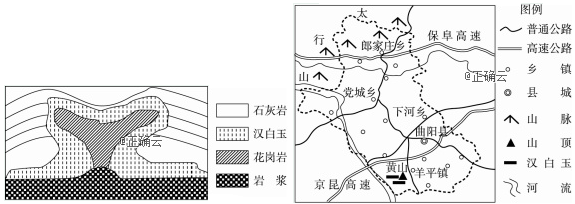 石灰岩
汉白玉
花岗岩
岩浆
@正确云
太
行
山
郎家庄乡
保阜高速
@正确云
党城乡
下河乡
曲阳县
黄山
羊平镇
京昆高速
图例
普通公路
高速公路
乡镇
县城
山脉
山顶
汉白玉
河流